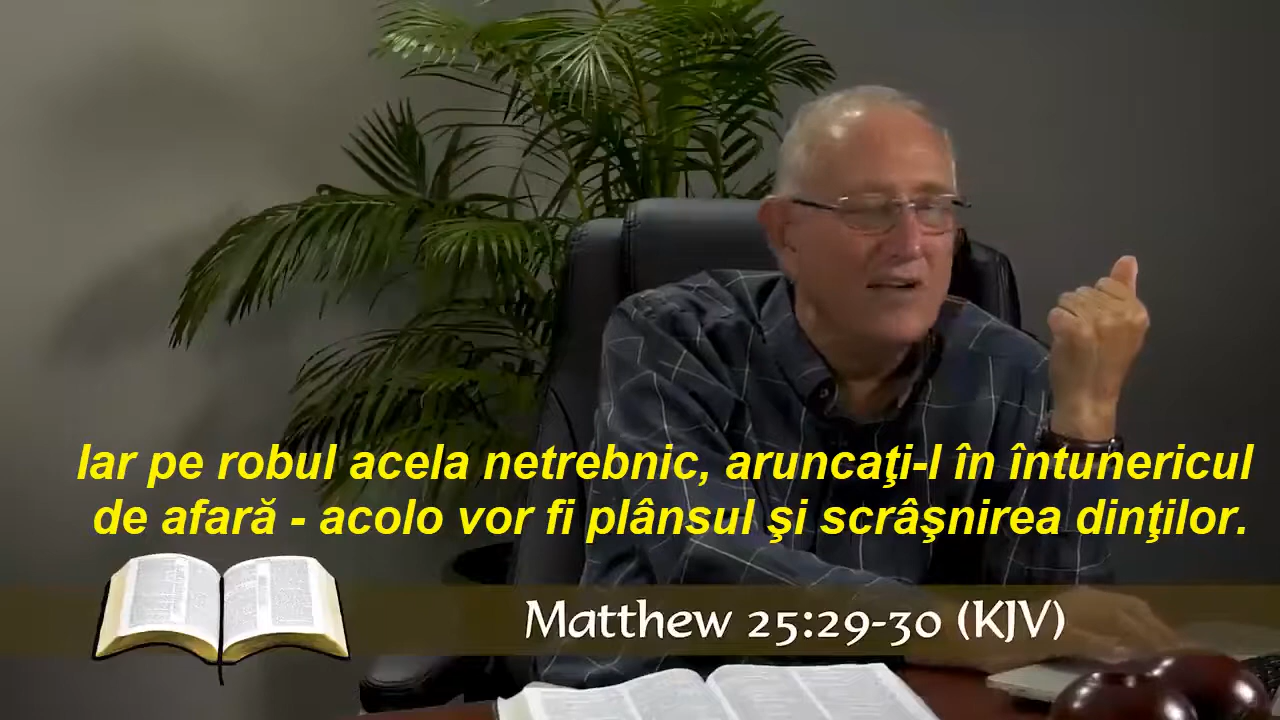 Iar pe robul acela netrebnic, aruncaţi-l în întunericul
de afară - acolo vor fi plânsul şi scrâşnirea dinţilor.
Matthew 25:29-30 (KJV)